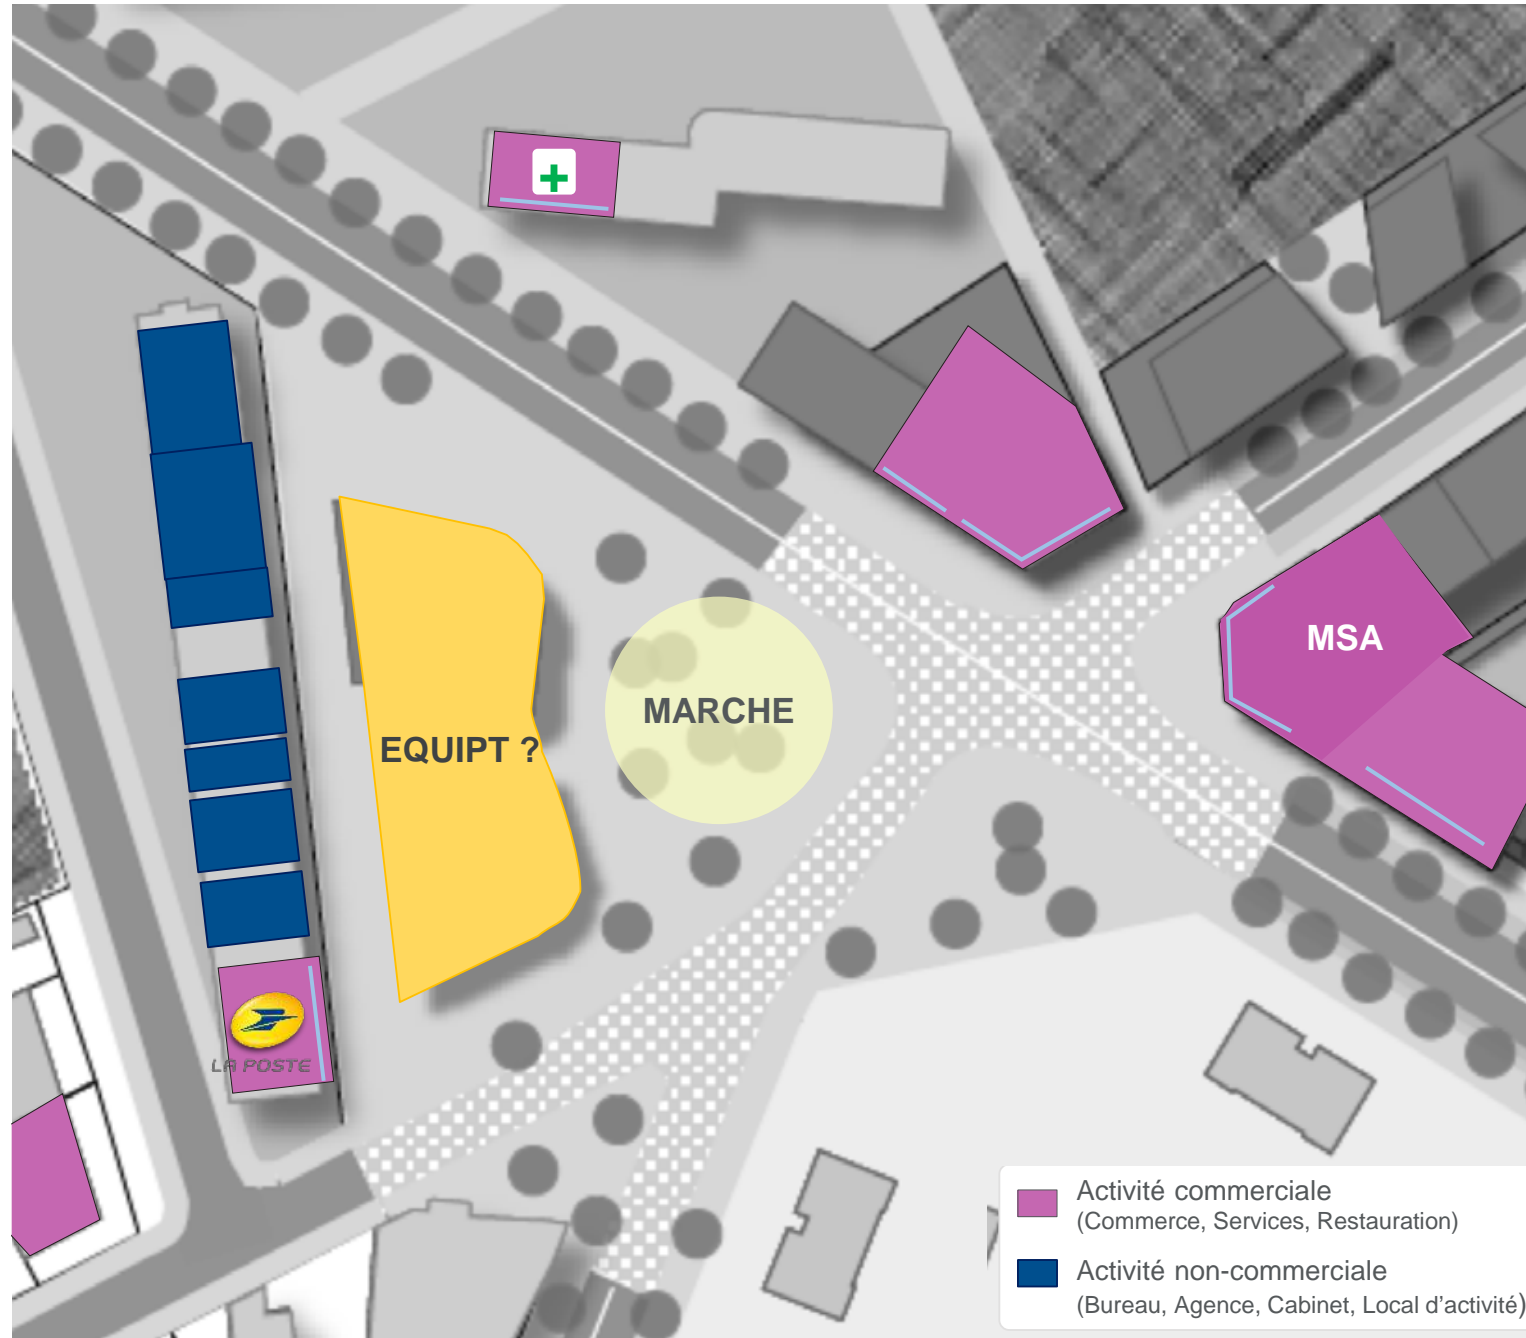 MSA
MARCHE
EQUIPT ?
LA POSTE
Activité commerciale
(Commerce, Services, Restauration)
Activité non-commerciale
(Bureau, Agence, Cabinet, Local d'activité)